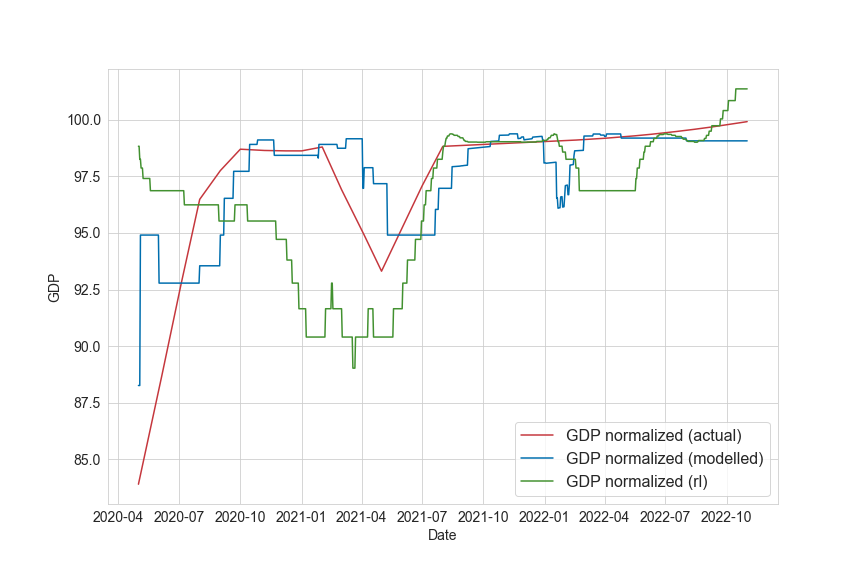 100.0
97.5
95.0
92.5
90.0
87.5
85.0
GDP
GDP normalized (actual)
GDP normalized (modelled)
GDP normalized (rl)
2020-04 2020-07 2020-10 2021-01 2021-04 2021-07 2021-10 2022-01 2022-04 2022-07 2022-10
Date